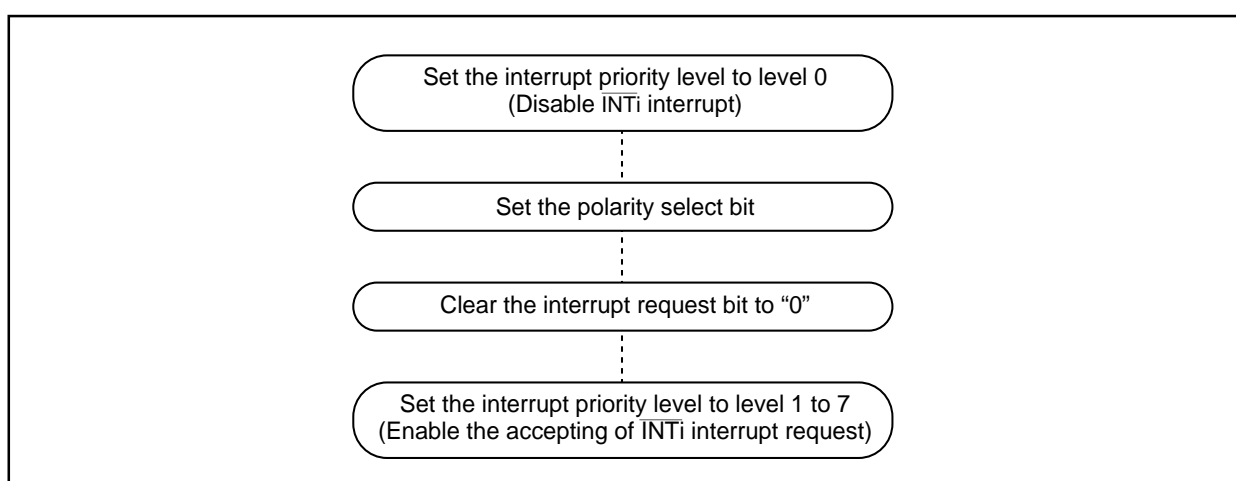 Set the interrupt priority level to level 0
(Disable I̅N̅T̅i interrupt)
Set the polarity select bit
Clear the interrupt request bit to “0”
Set the interrupt priority level to level 1 to 7
(Enable the accepting of I̅N̅T̅i interrupt request)